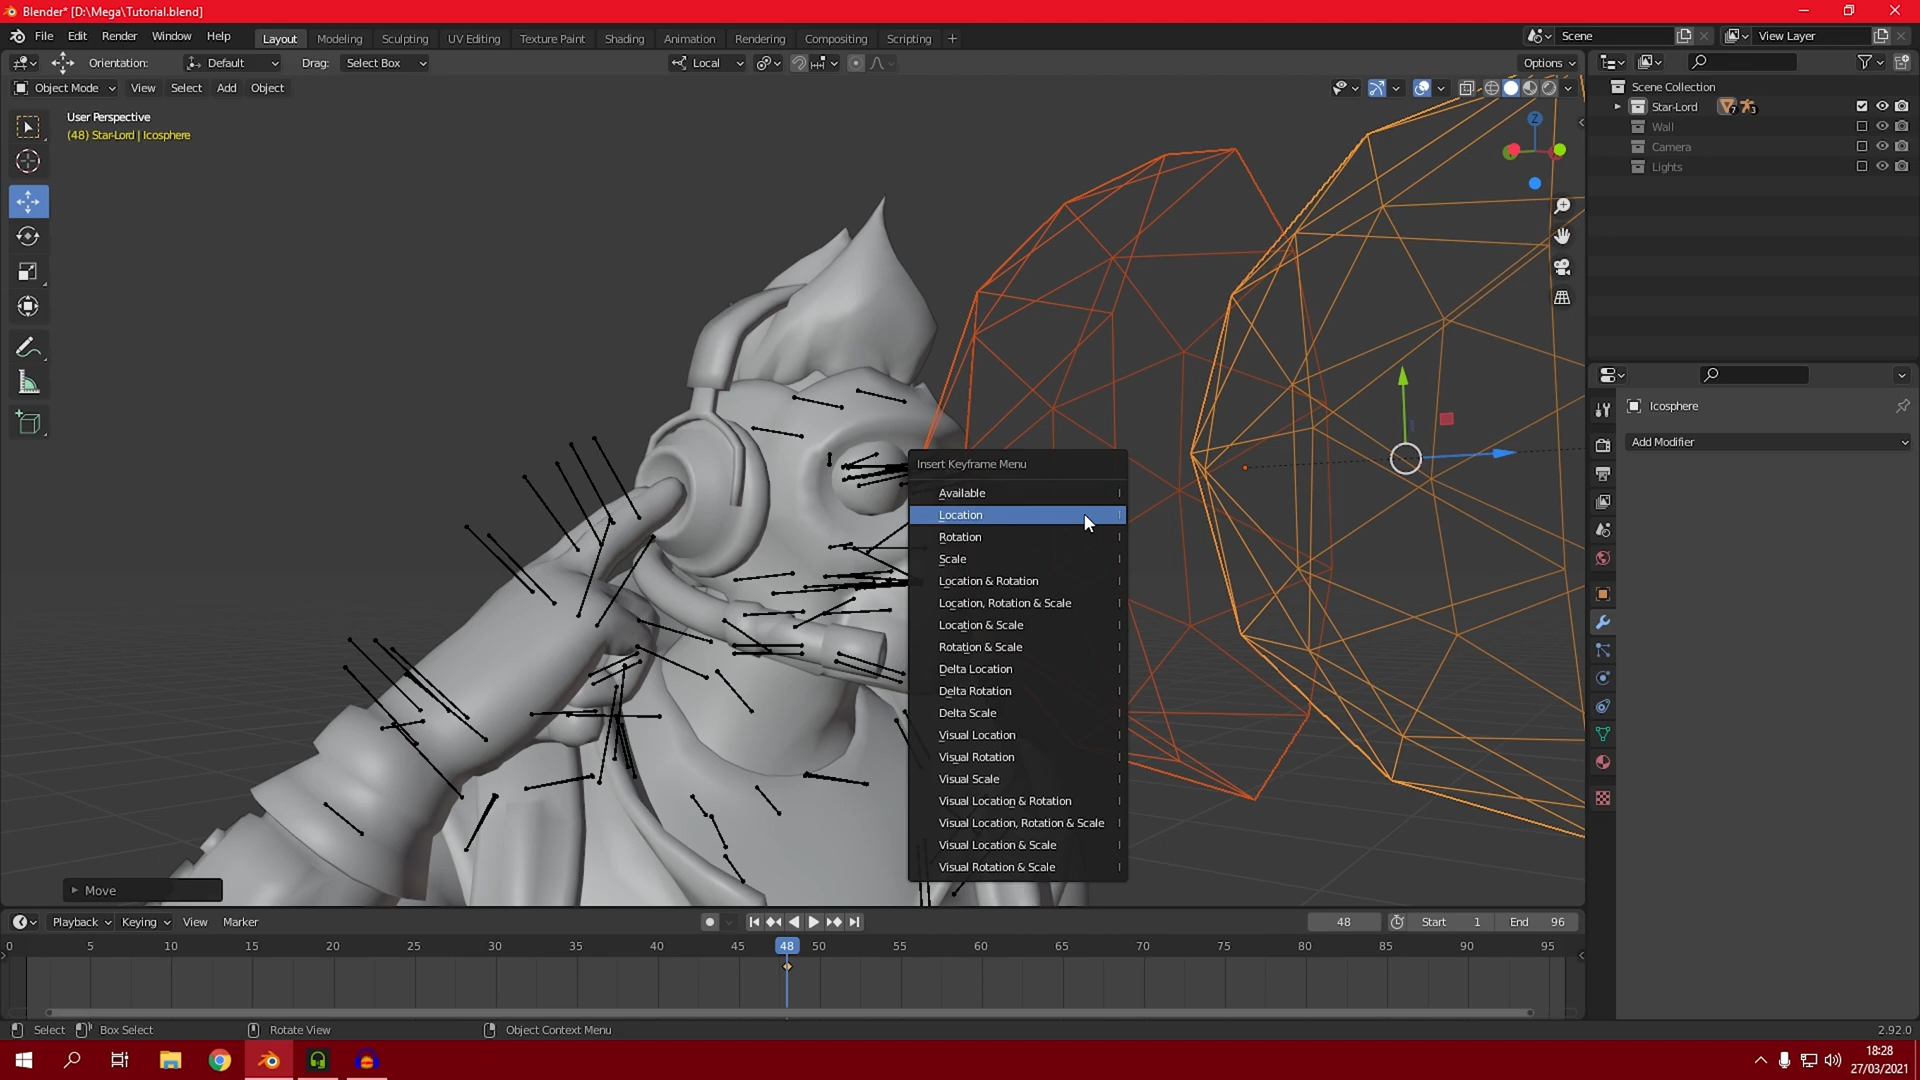 Blender* [D:\Mega\Tutorial.blend]
File Edit Render Window Help
Layout Modeling Sculpting UV Editing Texture Paint Shading Animation Rendering Compositing Scripting +
Scene
View Layer
Orientation: Default Drag: Select Box
Local
Options
Object Mode View Select Add Object
User Perspective
(48) Star-Lord | Icosphere
Z
Scene Collection
Star-Lord 7 3
Wall
Camera
Lights
Icosphere
Add Modifier
Insert Keyframe Menu
Available I
Location I
Rotation I
Scale I
Location & Rotation I
Location, Rotation & Scale I
Location & Scale I
Rotation & Scale I
Delta Location I
Delta Rotation I
Delta Scale I
Visual Location I
Visual Rotation I
Visual Scale I
Visual Location & Rotation I
Visual Location, Rotation & Scale I
Visual Location & Scale I
Visual Rotation & Scale I
Move
Playback Keying View Marker
48 Start 1 End 96
0 5 10 15 20 25 30 35 40 45 48 50 55 60 65 70 75 80 85 90 95
Select Box Select Rotate View Object Context Menu
2.92.0
18:28
27/03/2021